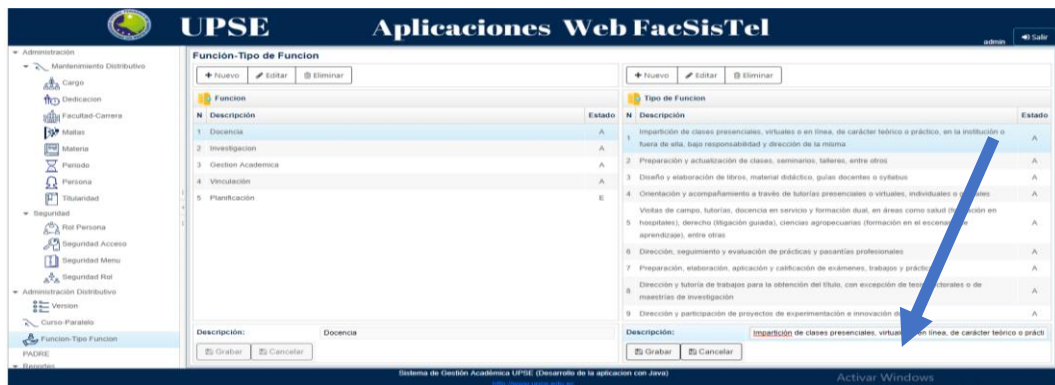 UPSE Aplicaciones Web FacSisTel
admin Salir
Administración
Mantenimiento Distributivo
Cargo
Dedicacion
Facultad-Carrera
Mallas
Materia
Periodo
Persona
Titularidad
Seguridad
Rol Persona
Seguridad Acceso
Seguridad Menu
Seguridad Rol
Administración Distributivo
Version
Curso-Paralelo
Funcion-Tipo Funcion
PADRE
Reportes
Función-Tipo de Funcion
Nuevo Editar Eliminar
Funcion
N Descripción Estado
1 Docencia A
2 Investigacion A
3 Gestion Academica A
4 Vinculación A
5 Planificación E
Descripción: Docencia
Grabar Cancelar
Nuevo Editar Eliminar
Tipo de Funcion
N Descripción Estado
1 Impartición de clases presenciales, virtuales o en línea, de carácter teórico o práctico, en la institución o A
fuera de ella, bajo responsabilidad y dirección de la misma
2 Preparación y actualización de clases, seminarios, talleres, entre otros A
3 Diseño y elaboración de libros, material didáctico, guías docentes o syllabus A
4 Orientación y acompañamiento a través de tutorías presenciales o virtuales, individuales o A
Visitas de campo, tutorías, docencia en servicio y formación dual, en áreas como salud en
5 hospitales), derecho (litigación guiada), ciencias agropecuarias (formación en el escenario A
aprendizaje), entre otras
6 Dirección, seguimiento y evaluación de prácticas y pasantías profesionales A
7 Preparación, elaboración, aplicación y calificación de exámenes, trabajos y A
8 Dirección y tutoría de trabajos para la obtención del título, con excepción de o de A
maestrías de investigación
9 Dirección y participación de proyectos de experimentación e innovación A
Descripción: Impartición de clases presenciales, en línea, de carácter teórico o prácti
Grabar Cancelar
Sistema de Gestión Académica UPSE (Desarrollo de la aplicacion con Java)
Activar Windows